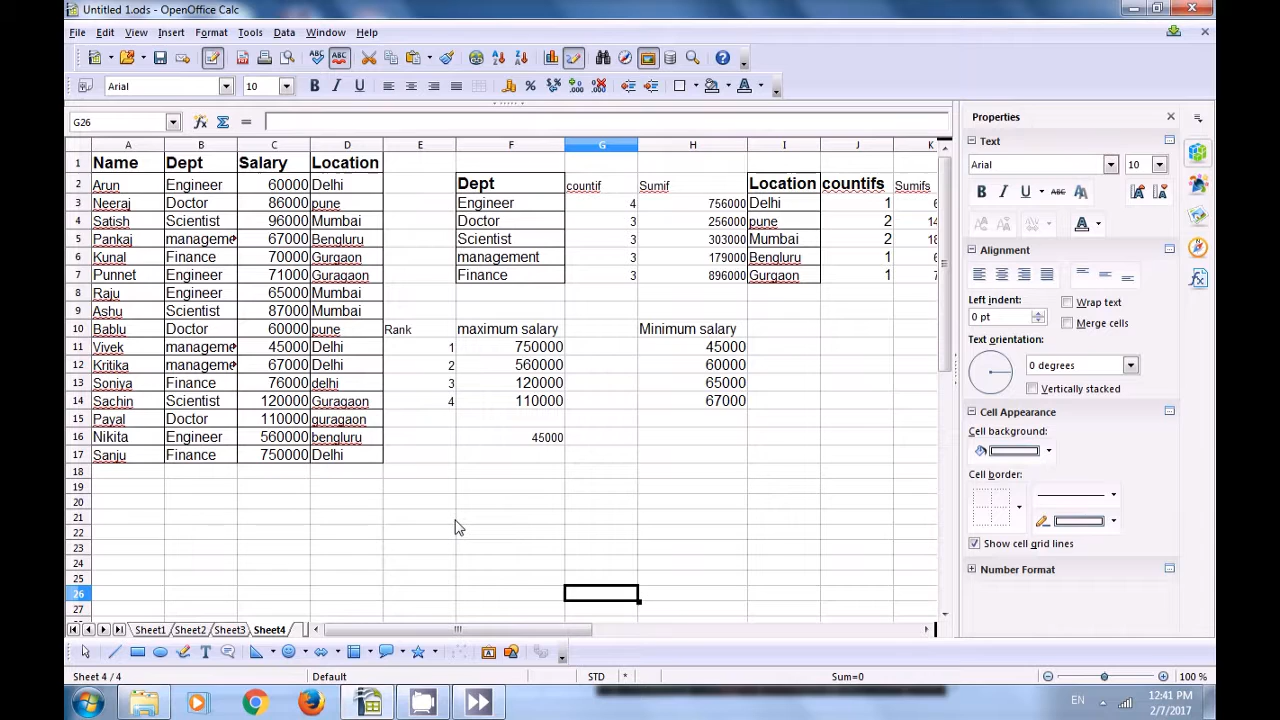 Untitled 1.ods - OpenOffice Calc
File Edit View Insert Format Tools Data Window Help
Arial 10
G26
Properties
Text
Arial 10
Alignment
Left indent: Wrap text
0 pt Merge cells
Text orientation:
0 degrees
Vertically stacked
Cell Appearance
Cell background:
Cell border:
Show cell grid lines
Number Format
A B C D E F G H I J K
1 Name Dept Salary Location
2 Arun Engineer 60000 Delhi Dept countif Sumif Location countifs Sumifs
3 Neeraj Doctor 86000 pune Engineer 4 756000 Delhi 1 6
4 Satish Scientist 96000 Mumbai Doctor 3 256000 pune 2 14
5 Pankaj manageme 67000 Bengluru Scientist 3 303000 Mumbai 2 18
6 Kunal Finance 70000 Gurgaon management 3 179000 Bengluru 1 6
7 Punnet Engineer 71000 Guragaon Finance 3 896000 Gurgaon 1 7
8 Raju Engineer 65000 Mumbai
9 Ashu Scientist 87000 Mumbai
10 Bablu Doctor 60000 pune Rank maximum salary Minimum salary
11 Vivek manageme 45000 Delhi 1 750000 45000
12 Kritika manageme 67000 Delhi 2 560000 60000
13 Soniya Finance 76000 delhi 3 120000 65000
14 Sachin Scientist 120000 Guragaon 4 110000 67000
15 Payal Doctor 110000 guragaon
16 Nikita Engineer 560000 bengluru 45000
17 Sanju Finance 750000 Delhi
18
19
20
21
22
23
24
25
26
27
Sheet1 Sheet2 Sheet3 Sheet4
Sheet 4 / 4 Default STD * Sum=0 100 %
EN 12:41 PM
2/7/2017